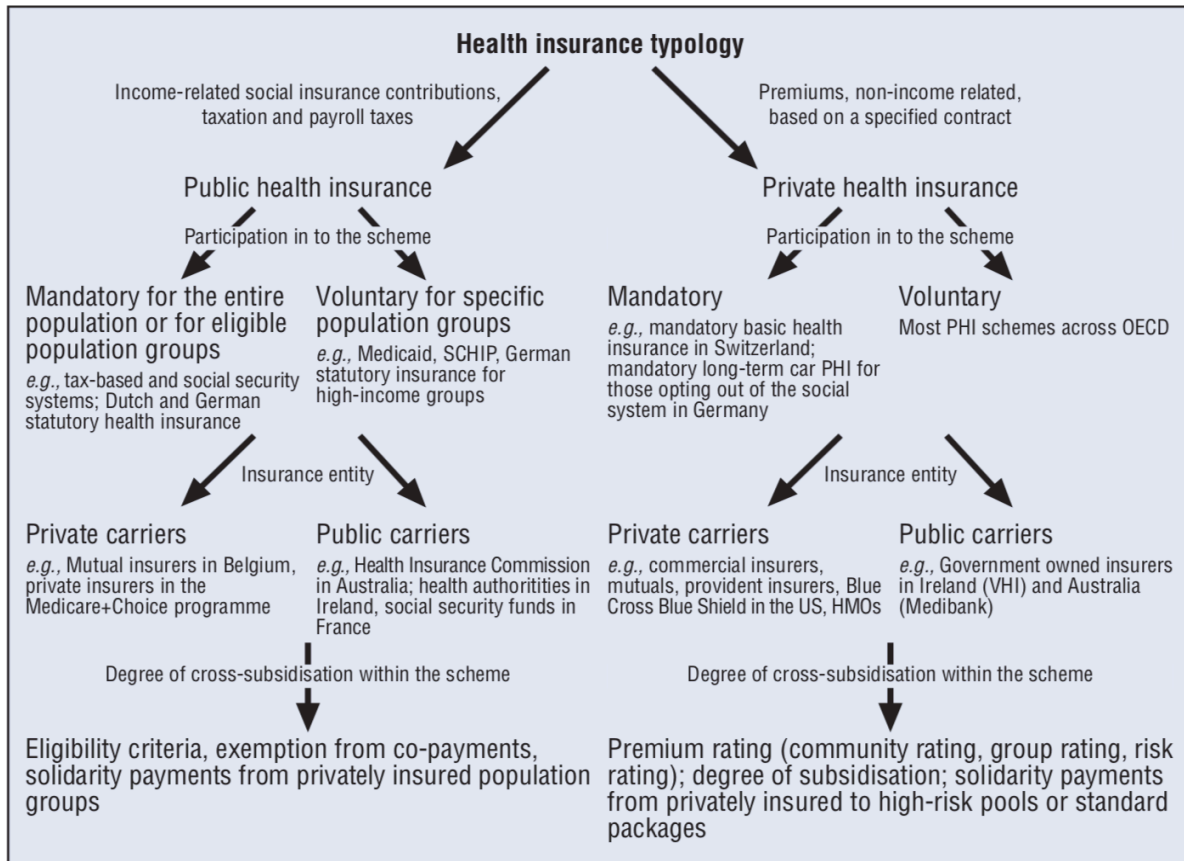 Health insurance typology
Income-related social insurance contributions,
taxation and payroll taxes
Premiums, non-income related,
based on a specified contract
Public health insurance
Private health insurance
Participation in to the scheme
Participation in to the scheme
Mandatory for the entire
population or for eligible
population groups
e.g., tax-based and social security
systems; Dutch and German
statutory health insurance
Voluntary for specific
population groups
e.g., Medicaid, SCHIP, German
statutory insurance for
high-income groups
Mandatory
e.g., mandatory basic health
insurance in Switzerland;
mandatory long-term car PHI for
those opting out of the social
system in Germany
Voluntary
Most PHI schemes across OECD
Insurance entity
Insurance entity
Private carriers
e.g., Mutual insurers in Belgium,
private insurers in the
Medicare+Choice programme
Public carriers
e.g., Health Insurance Commission
in Australia; health authoritities in
Ireland, social security funds in
France
Private carriers
e.g., commercial insurers,
mutuals, provident insurers, Blue
Cross Blue Shield in the US, HMOs
Public carriers
e.g., Government owned insurers
in Ireland (VHI) and Australia
(Medibank)
Degree of cross-subsidisation within the scheme
Degree of cross-subsidisation within the scheme
Eligibility criteria, exemption from co-payments,
solidarity payments from privately insured population
groups
Premium rating (community rating, group rating, risk
rating); degree of subsidisation; solidarity payments
from privately insured to high-risk pools or standard
packages